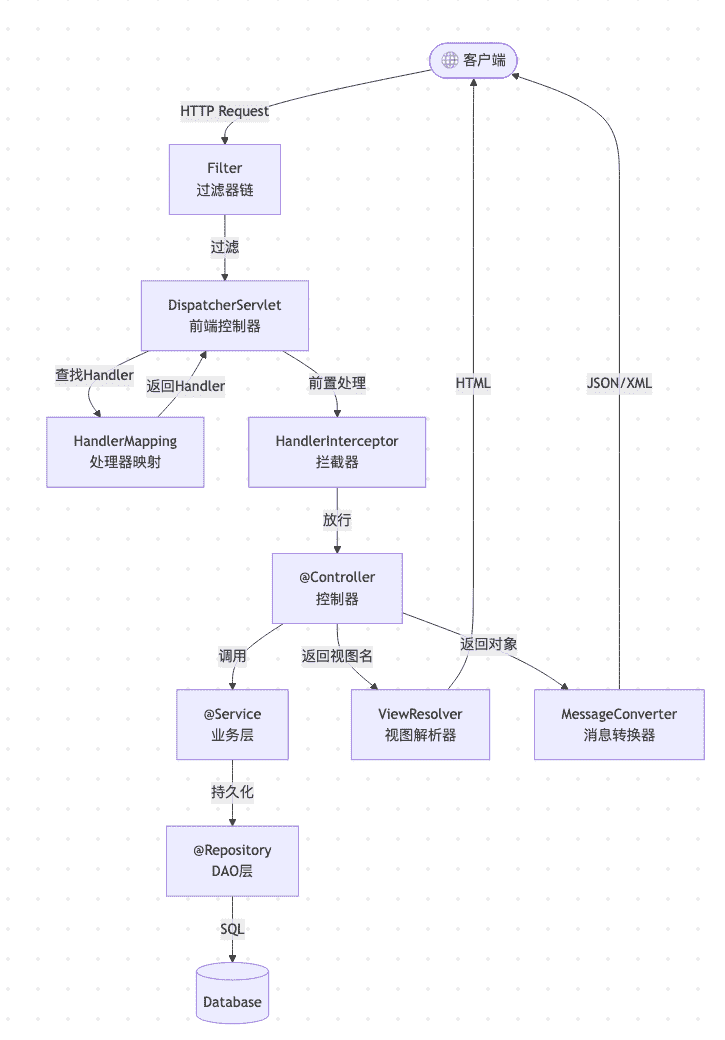 客户端
HTTP Request
Filter
过滤器链
过滤
DispatcherServlet
前端控制器
查找Handler
返回Handler
前置处理
HTML
JSON/XML
HandlerMapping
处理器映射
HandlerInterceptor
拦截器
放行
@Controller
控制器
调用
返回视图名
返回对象
@Service
业务层
ViewResolver
视图解析器
MessageConverter
消息转换器
持久化
@Repository
DAO层
SQL
Database